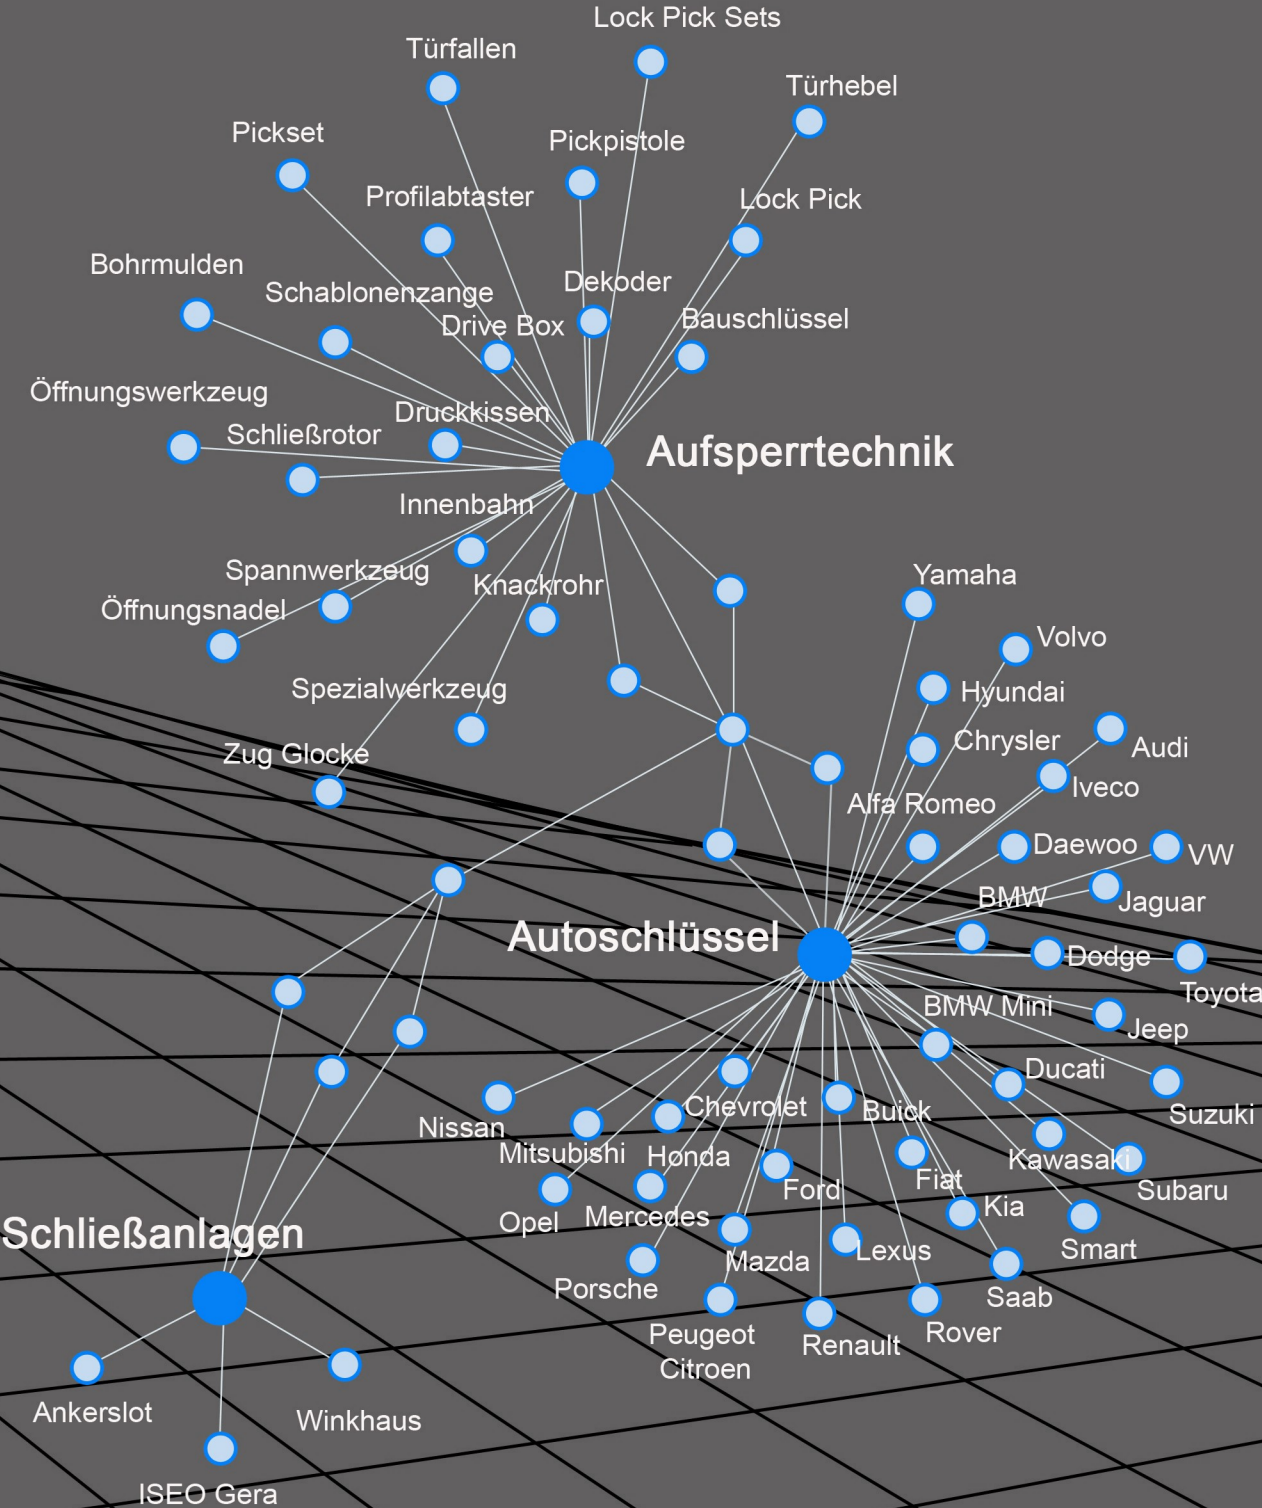 Lock Pick Sets
Türfallen
Türhebel
Pickset
Pickpistole
Profilabtaster
Lock Pick
Bohrmulden
Dekoder
Schablonenzange
Drive Box
Bauschlüssel
Öffnungswerkzeug
Druckkissen
Schließrotor
Aufsperrtechnik
Innenbahn
Spannwerkzeug
Knackrohr
Yamaha
Öffnungsnadel
Volvo
Spezialwerkzeug
Hyundai
Chrysler
Audi
Zug Glocke
Iveco
Alfa Romeo
Daewoo
VW
BMW
Jaguar
Autoschlüssel
Dodge
Toyota
BMW Mini
Jeep
Ducati
Chevrolet
Buick
Suzuki
Nissan
Mitsubishi
Honda
Kawasaki
Fiat
Ford
Subaru
Opel
Mercedes
Kia
Schließanlagen
Mazda
Lexus
Smart
Porsche
Saab
Peugeot
Citroen
Renault
Rover
Ankerslot
Winkhaus
ISEO Gera